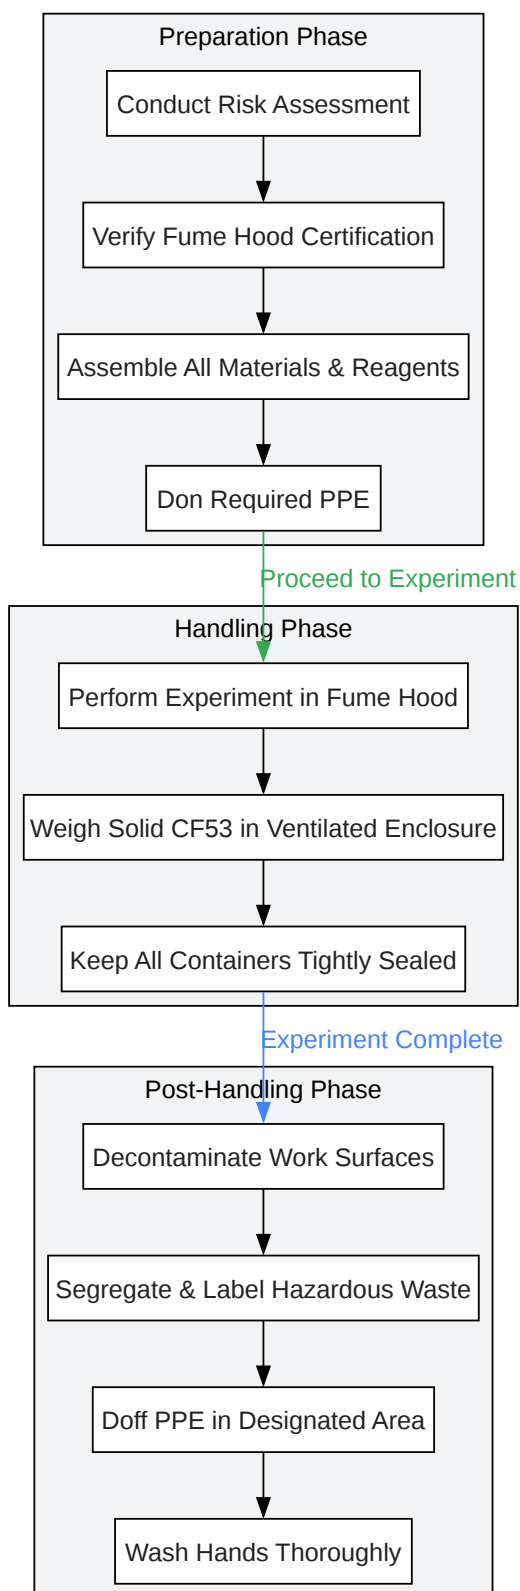 Preparation Phase
Conduct Risk Assessment
Verify Fume Hood Certification
Assemble All Materials & Reagents
Don Required PPE
Proceed to Experiment
Handling Phase
Perform Experiment in Fume Hood
Weigh Solid CF53 in Ventilated Enclosure
Keep All Containers Tightly Sealed
Experiment Complete
Post-Handling Phase
Decontaminate Work Surfaces
Segregate & Label Hazardous Waste
Doff PPE in Designated Area
Wash Hands Thoroughly